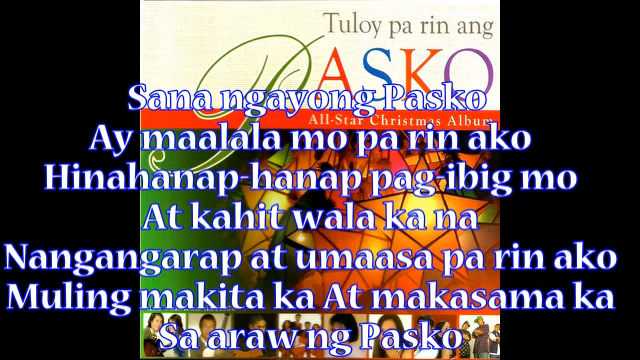 Tuloy pa rin ang
PASKO
Sana ngayong Pasko
All-Star Christmas Album
Ay maalala mo pa rin ako
Hinahanap-hanap pag-ibig mo
At kahit wala ka na
Nangangarap at umaasa pa rin ako
Muling makita ka At makasama ka
Sa araw ng Pasko